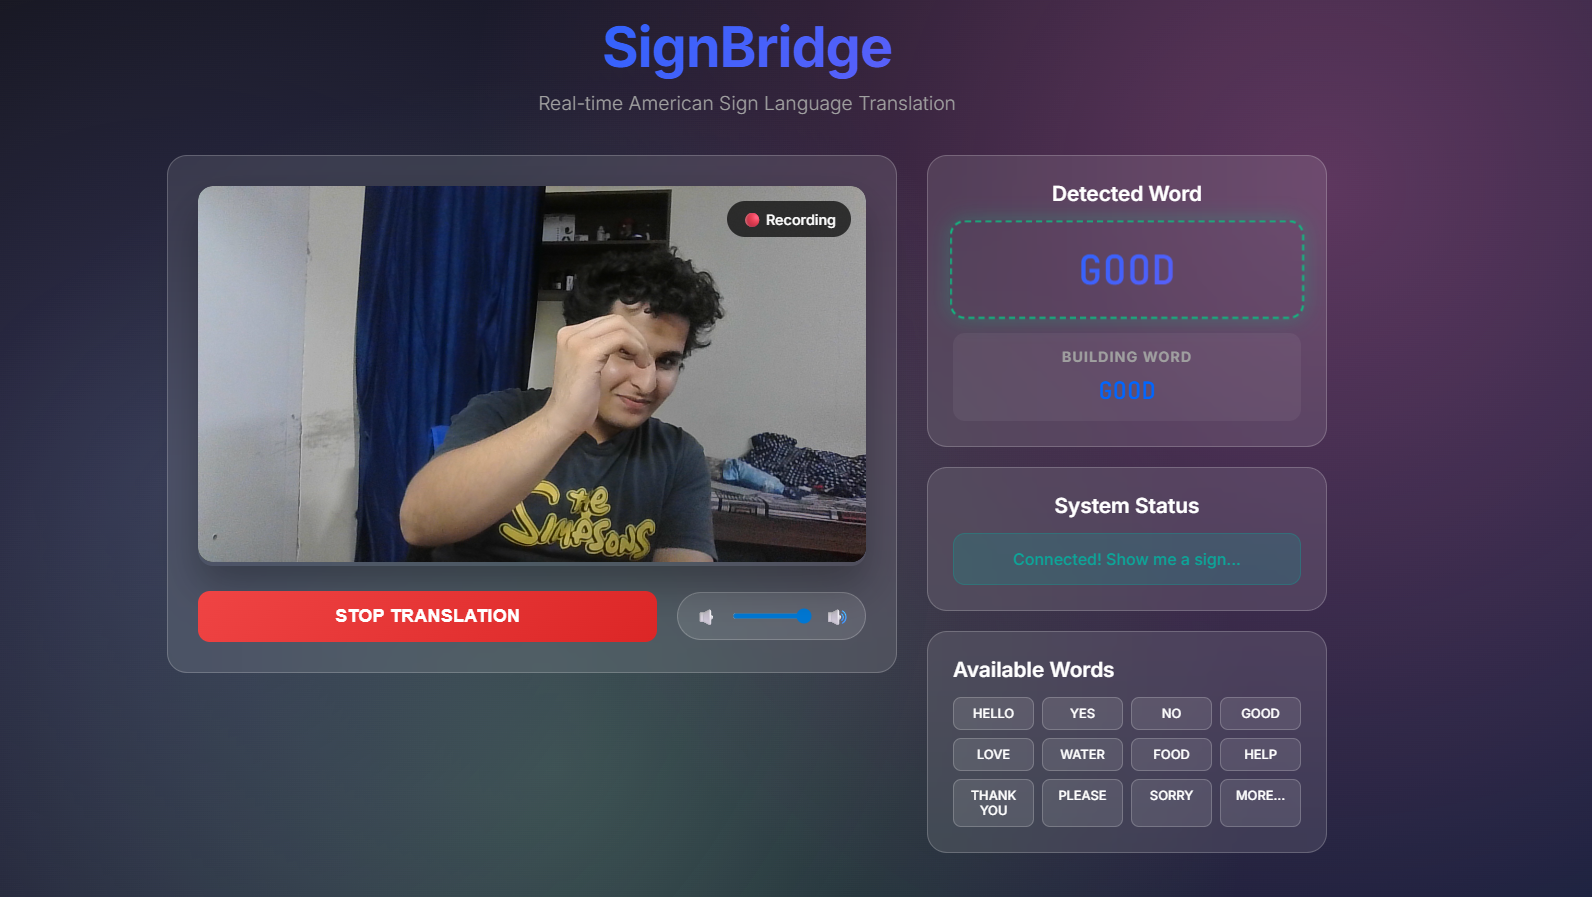 SignBridge
Real-time American Sign Language Translation
Recording
the
SIMPSONS
STOP TRANSLATION
Detected Word
GOOD
BUILDING WORD
GOOD
System Status
Connected! Show me a sign...
Available Words
HELLO YES NO GOOD
LOVE WATER FOOD HELP
THANK YOU PLEASE SORRY MORE...